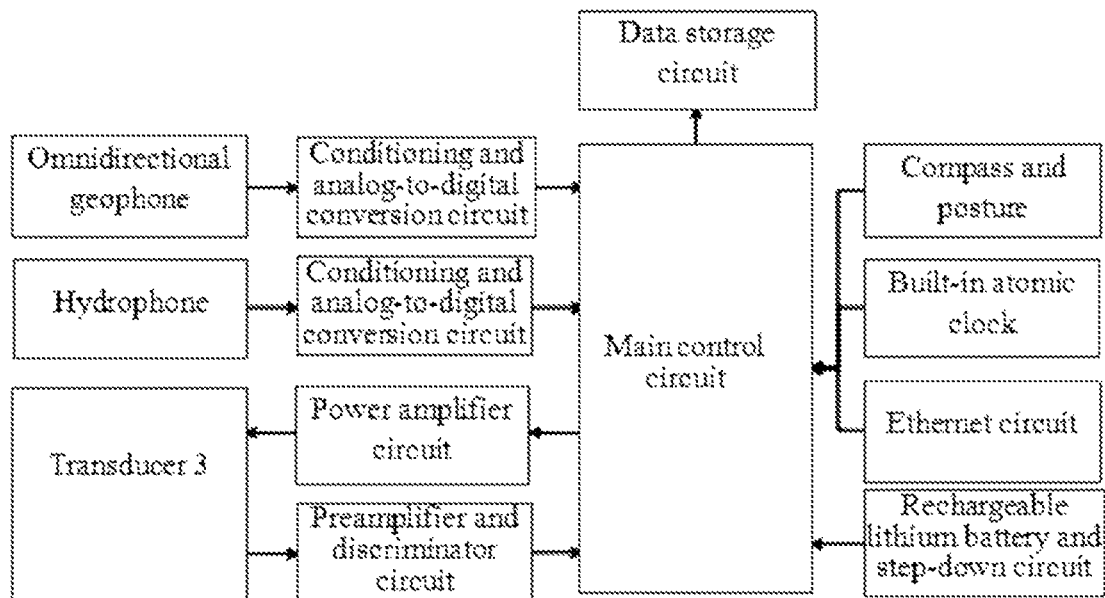 Data storage
circuit
Omnidirectional
geophone
Conditioning and
analog-to-digital
conversion circuit
Compass and
posture
Hydrophone
Conditioning and
analog-to-digital
conversion circuit
Built-in atomic
clock
Main control
circuit
Transducer 3
Power amplifier
circuit
Ethernet circuit
Preamplifier and
discriminator
circuit
Rechargeable
lithium battery and
step-down circuit